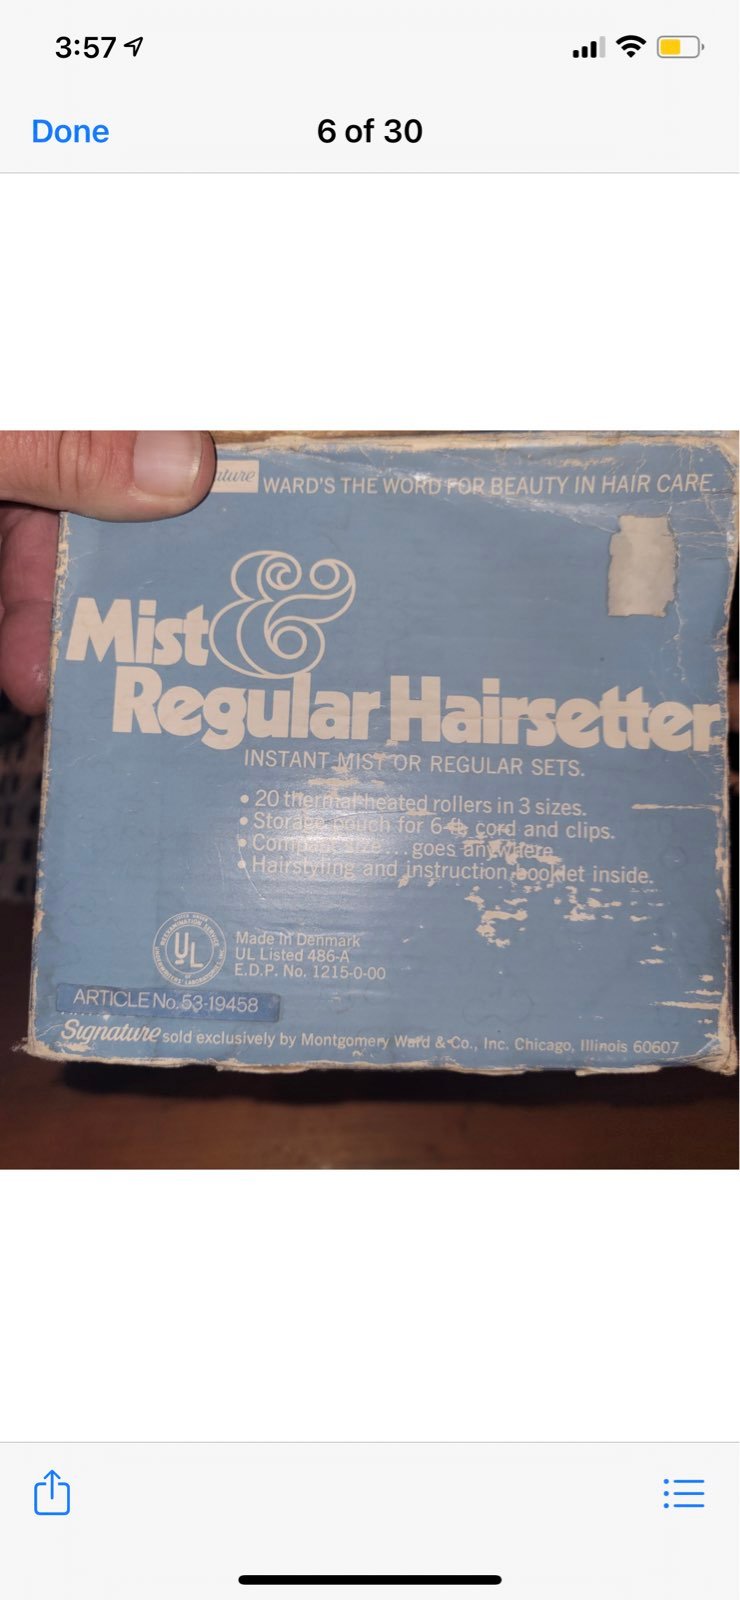 3:57
Done
6 of 30
ature WARD'S THE WORD FOR BEAUTY IN HAIR CARE.
Mist &
Regular Hairsetter
INSTANT MIST OR REGULAR SETS.
• 20 thermal-heated rollers in 3 sizes.
• Storage pouch for 6-ft. cord and clips.
• Compact size...goes anywhere.
• Hairstyling and instruction booklet inside.
UL
Made in Denmark
UL Listed 486-A
E.D.P. No. 1215-0-00
ARTICLE No. 53-19458
Signature sold exclusively by Montgomery Ward & Co., Inc. Chicago, Illinois 60607